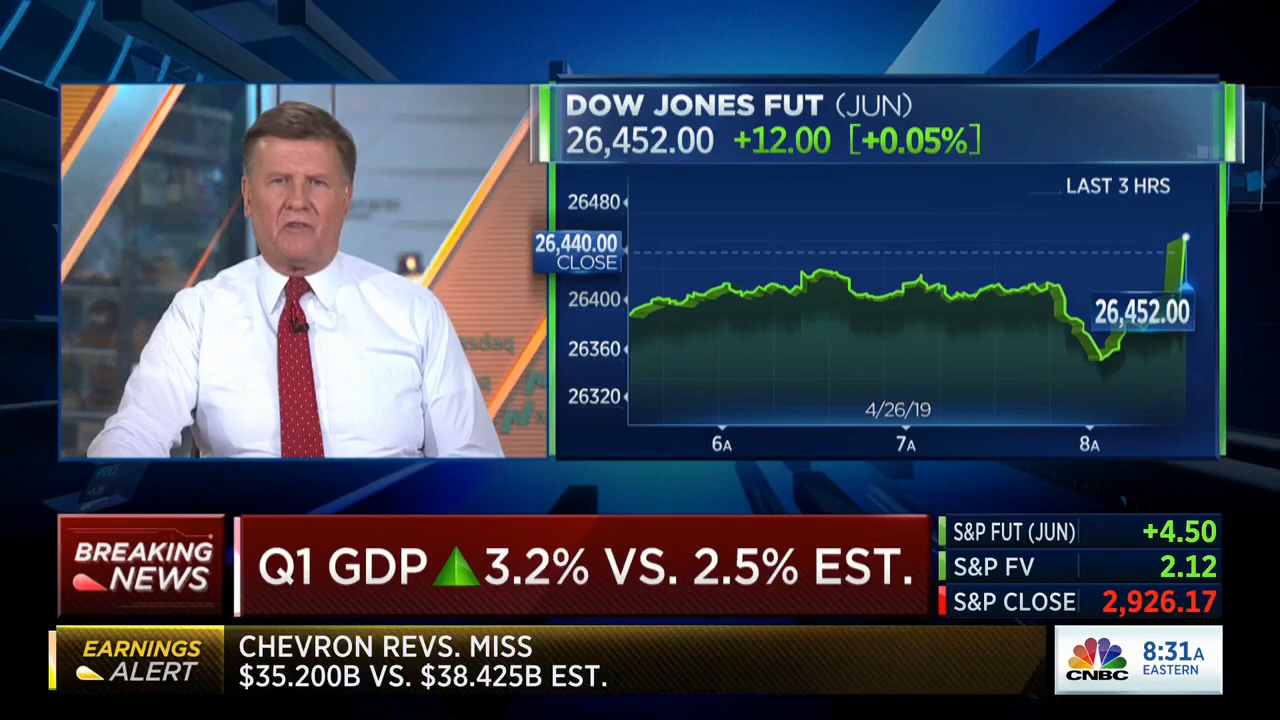 DOW JONES FUT (JUN)
26,452.00 +12.00 [+0.05%]
LAST 3 HRS
26480
26,440.00
CLOSE
26400
26,452.00
26360
26320
4/26/19
6A 7A 8A
BREAKING
NEWS
Q1 GDP 3.2% VS. 2.5% EST.
S&P FUT (JUN) +4.50
S&P FV 2.12
S&P CLOSE 2,926.17
EARNINGS
ALERT
CHEVRON REVS. MISS
$35.200B VS. $38.425B EST.
CNBC
8:31A
EASTERN